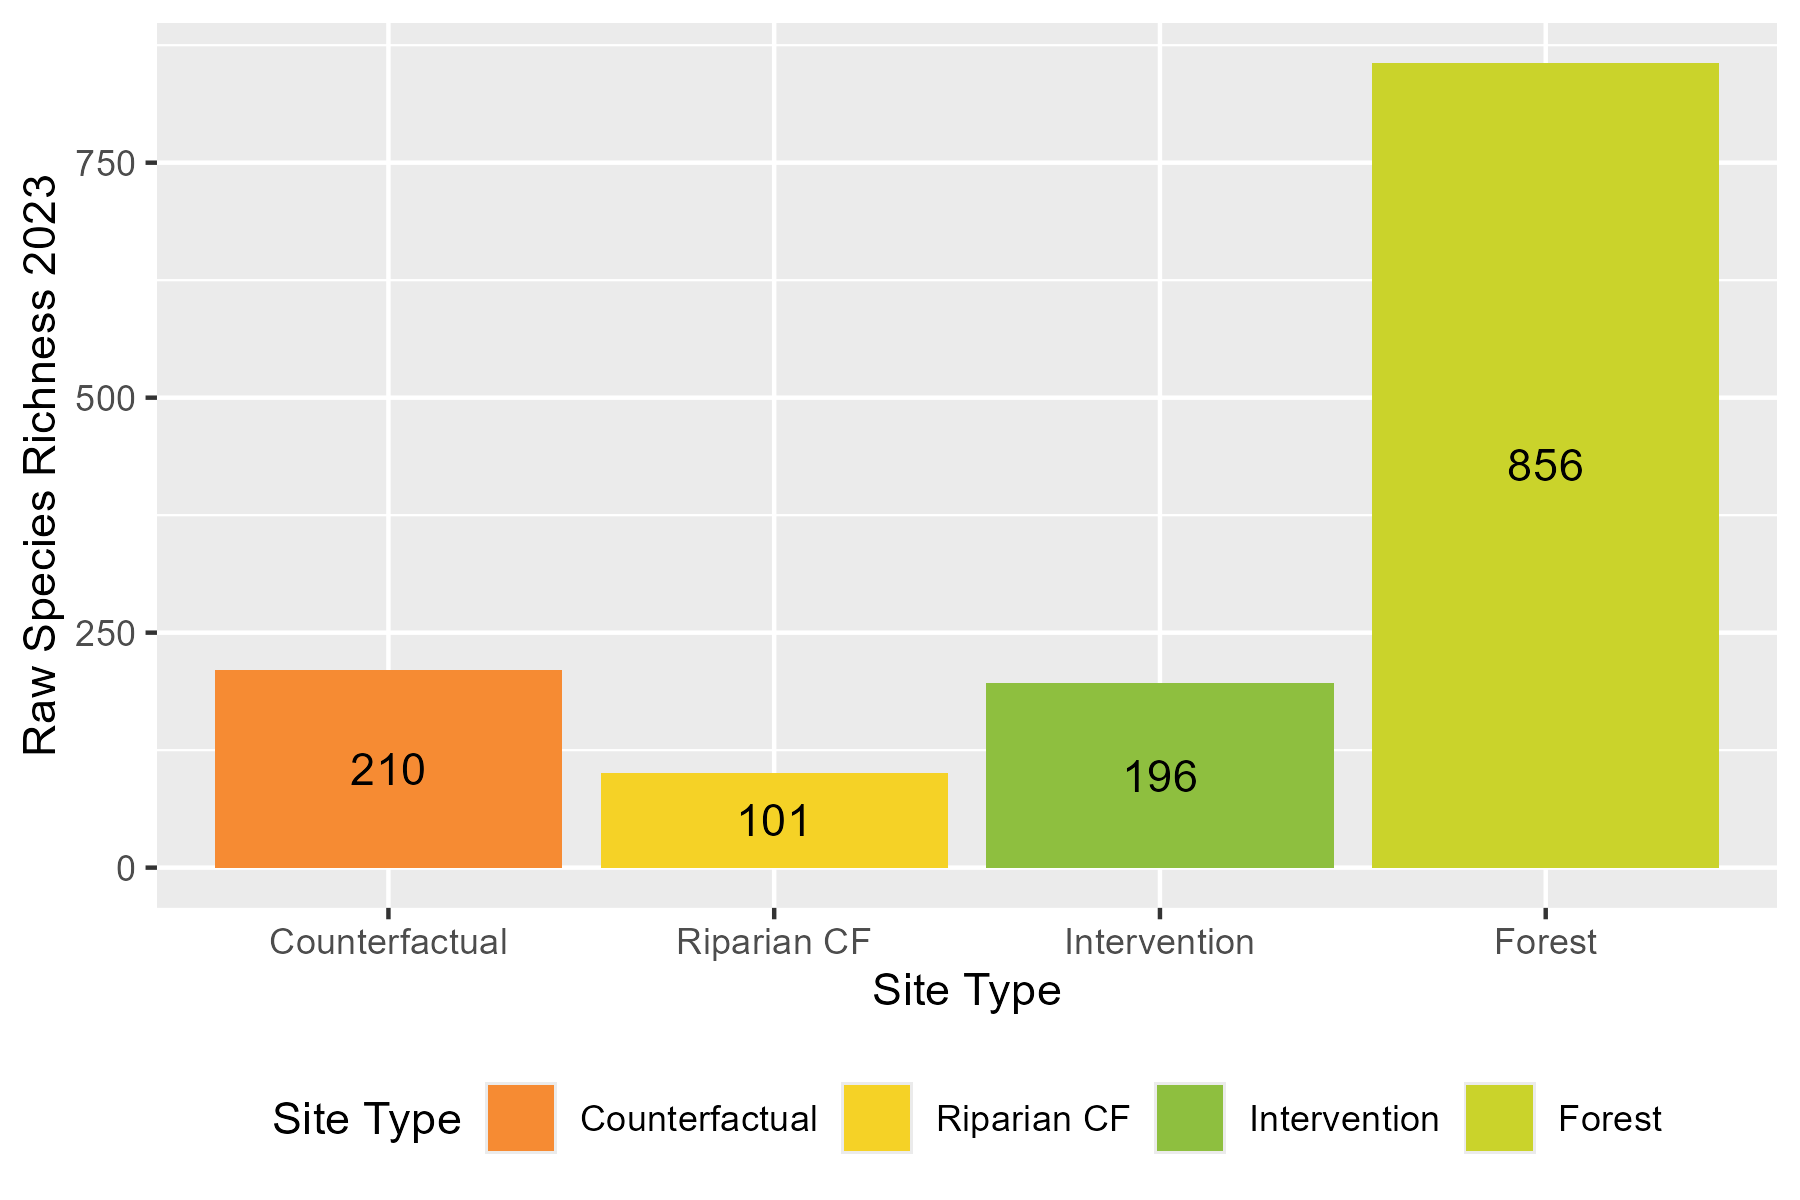 Raw Species Richness 2023
750
500
250
0
210
101
196
856
Counterfactual
Riparian CF
Intervention
Forest
Site Type
Site Type
Counterfactual
Riparian CF
Intervention
Forest